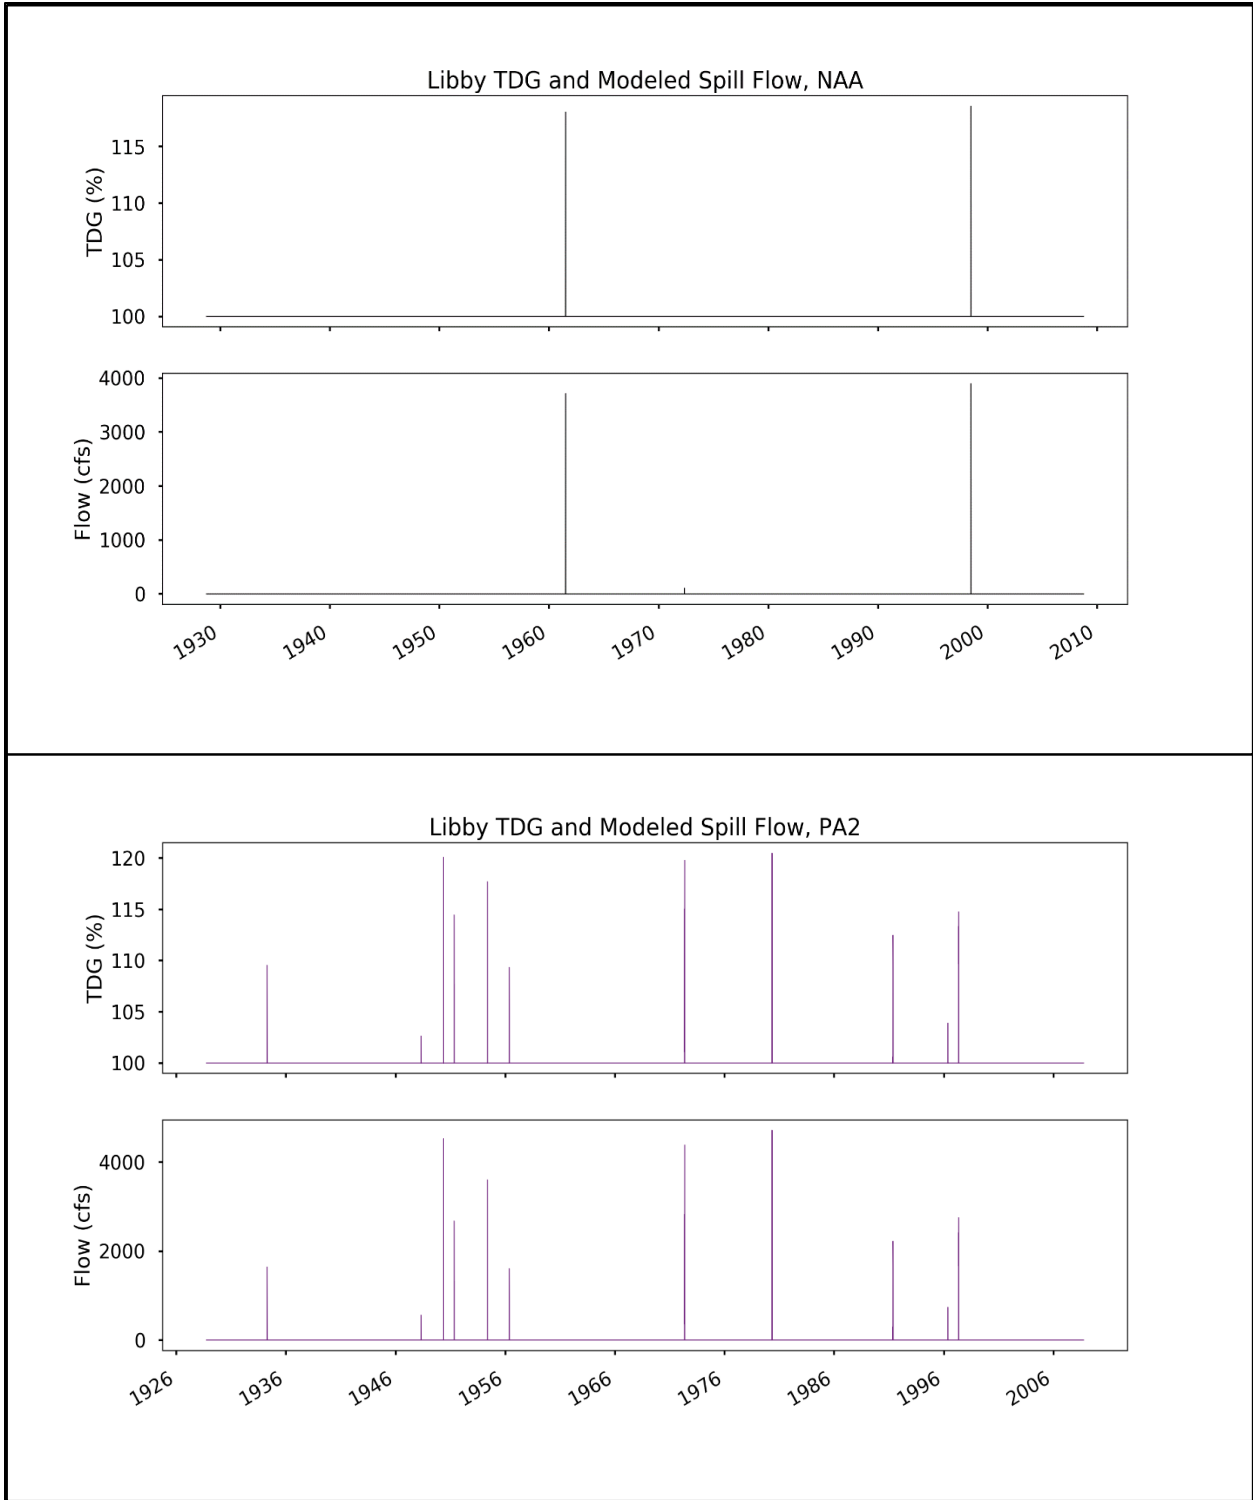 Libby TDG and Modeled Spill Flow, NAA
TDG (%)
115
110
105
100
Flow (cfs)
4000
3000
2000
1000
0
1930 1940 1950 1960 1970 1980 1990 2000 2010
Libby TDG and Modeled Spill Flow, PA2
TDG (%)
120
115
110
105
100
Flow (cfs)
4000
2000
0
1926 1936 1946 1956 1966 1976 1986 1996 2006